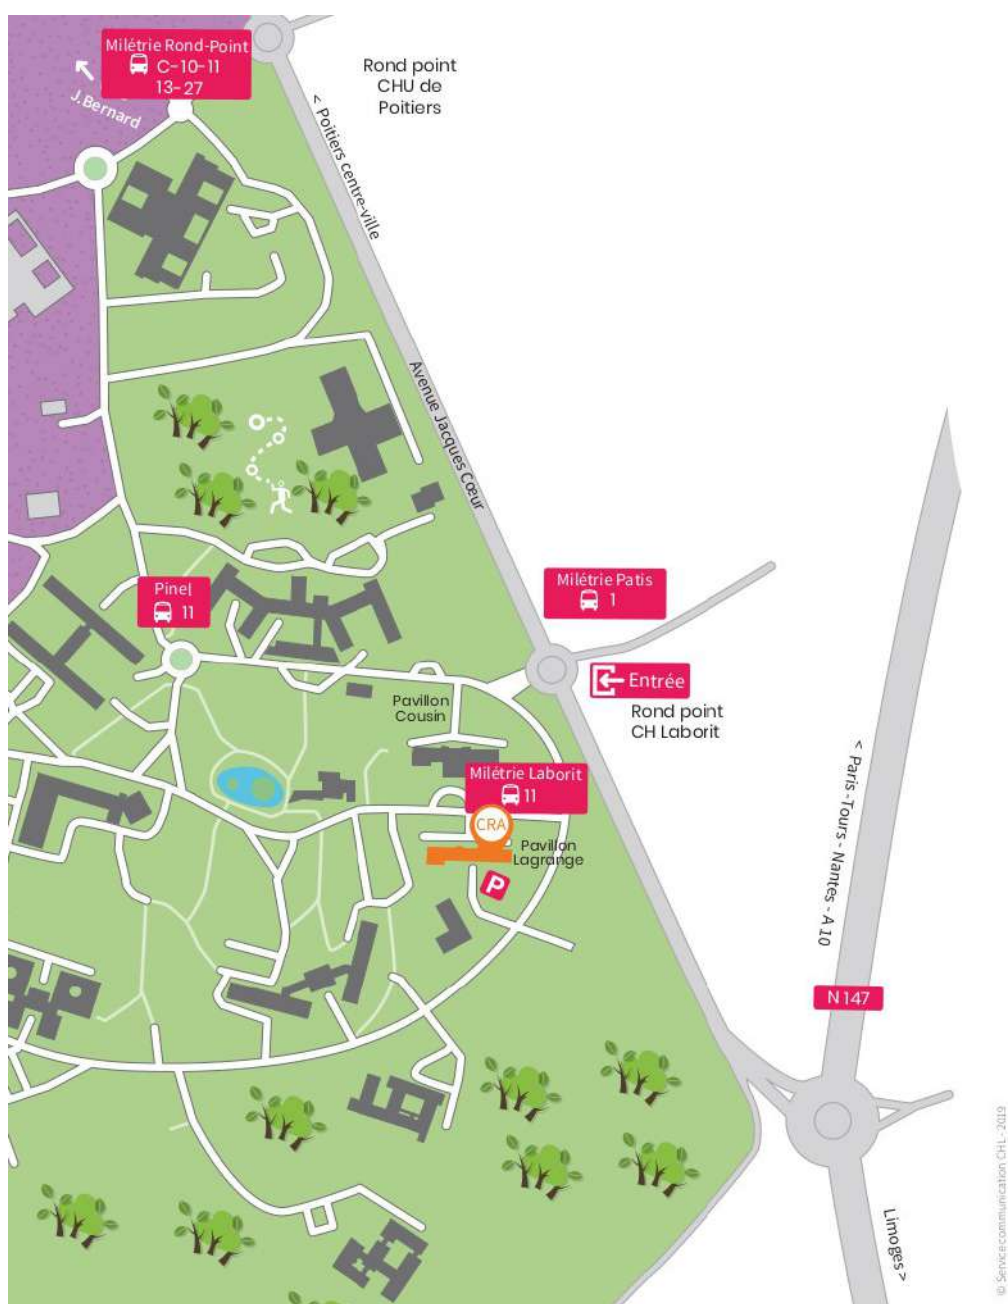 Milétrie Rond-Point
C-10-11
13-27
J.Bernard
Rond point
CHU de
Poitiers
< Poitiers centre-ville
Avenue Jacques Cœur
Pinel
11
Milétrie Patis
1
Entrée
Rond point
CH Laborit
Pavillon
Cousin
Milétrie Laborit
11
CRA
Pavillon
Lagrange
P
< Paris - Tours - Nantes - A 10
N 147
Limoges >
© Service communication CHL - 2019